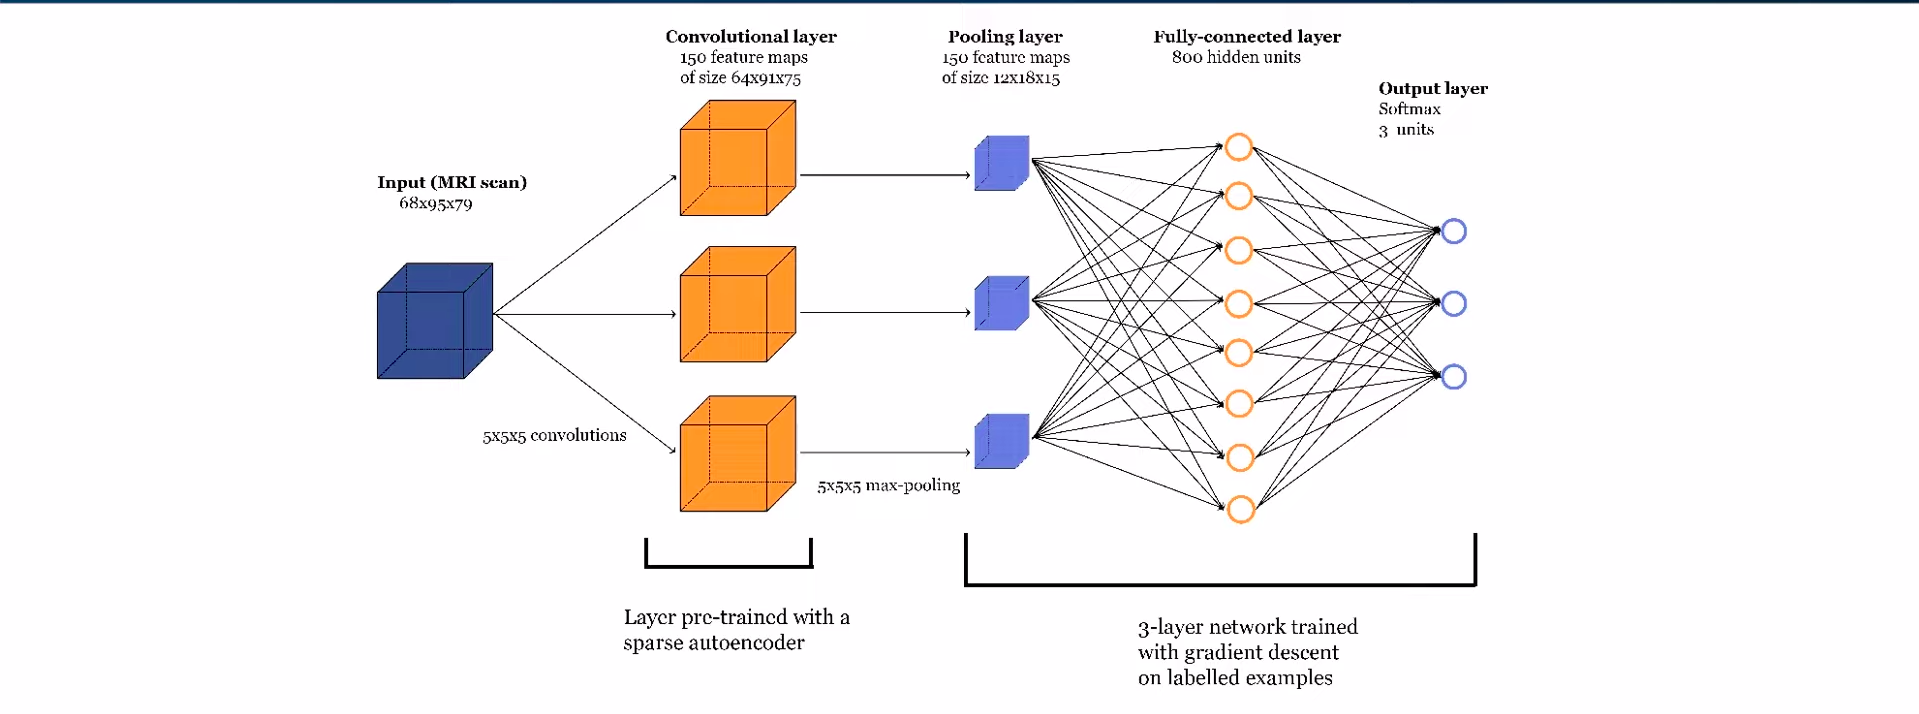 Convolutional layer
150 feature maps
of size 64x91x75
Pooling layer
150 feature maps
of size 12x18x15
Fully-connected layer
800 hidden units
Output layer
Softmax
3 units
Input (MRI scan)
68x95x79
5x5x5 convolutions
5x5x5 max-pooling
Layer pre-trained with a
sparse autoencoder
3-layer network trained
with gradient descent
on labelled examples